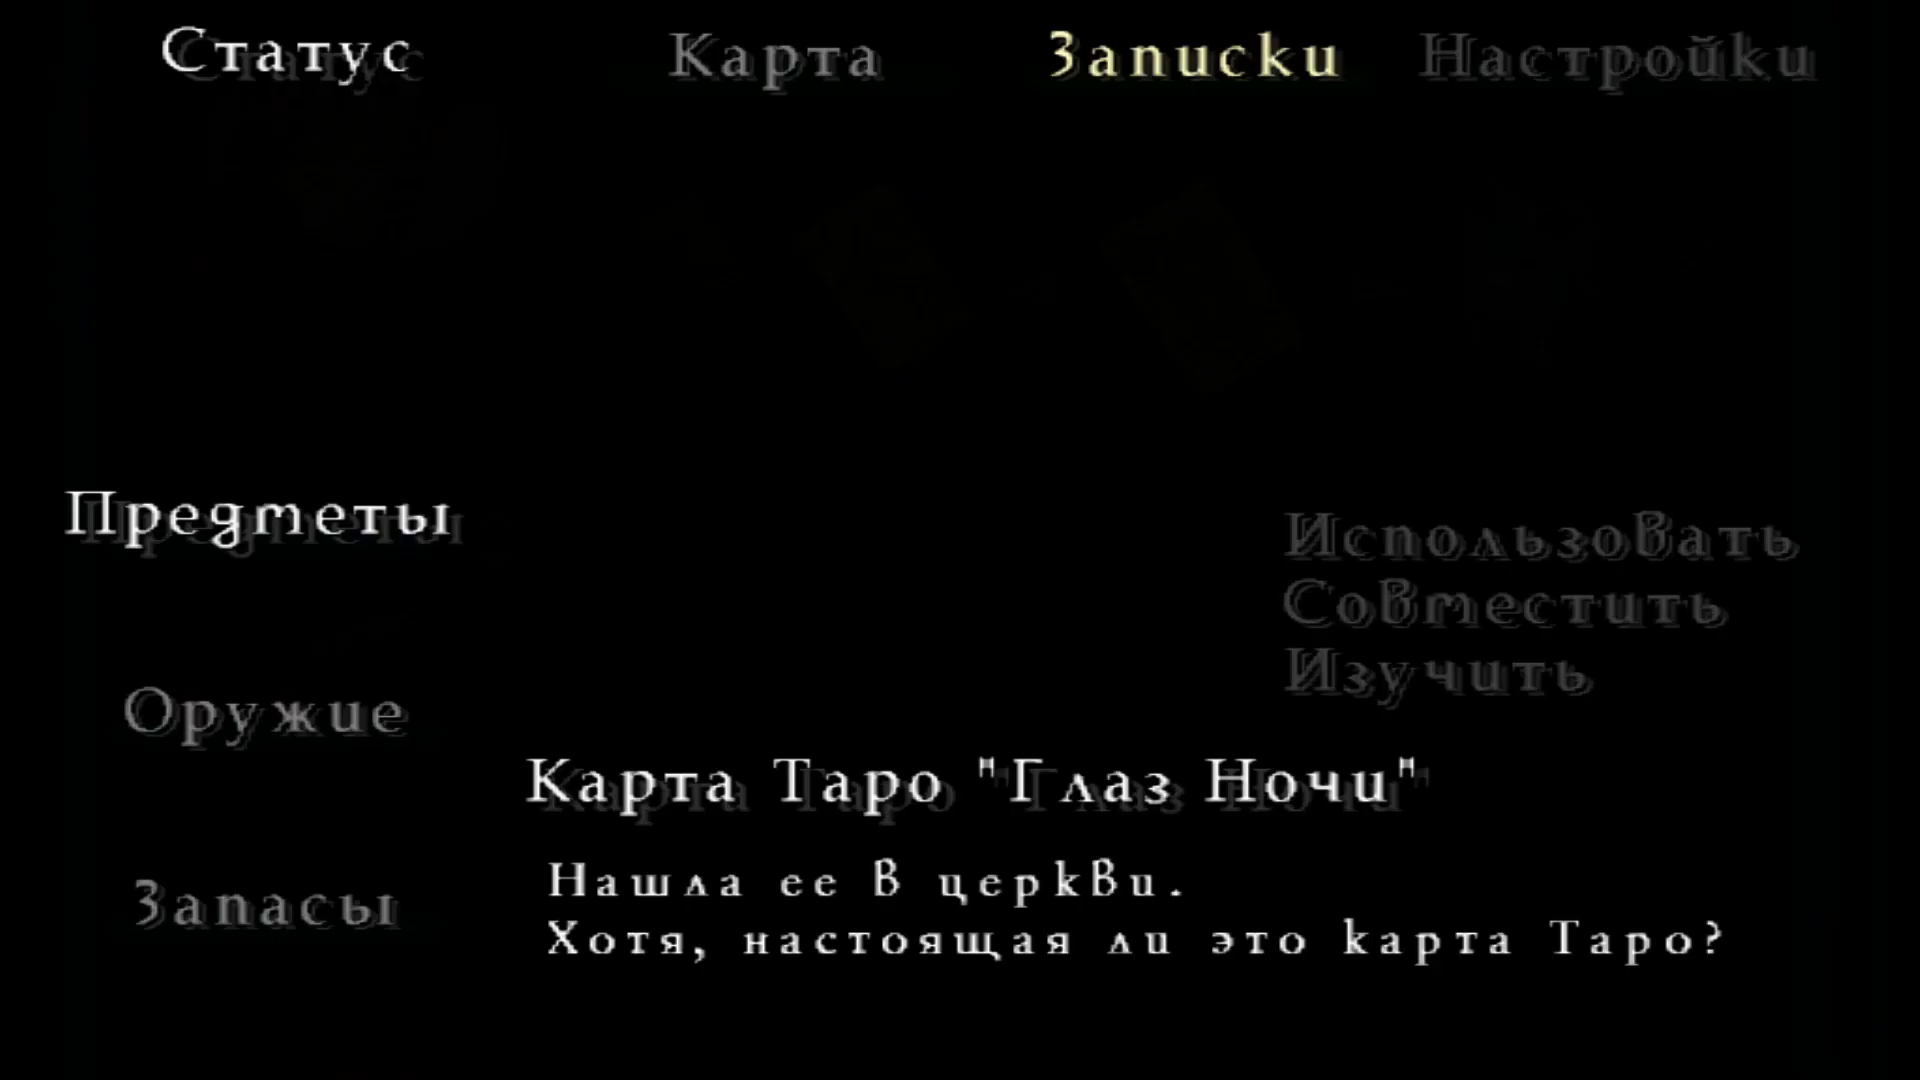 Статус Карта Записки Настройки
Предметы
Использовать
Совместить
Изучить
Оружие
Карта Таро "Глаз Ночи"
Запасы
Нашла ее в церкви.
Хотя, настоящая ли это карта Таро?